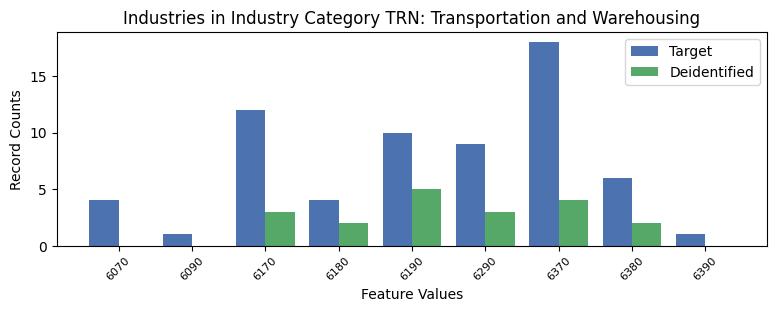 Industries in Industry Category TRN: Transportation and Warehousing
Target
Deidentified
Record Counts
15
10
5
0
6070 6090 6170 6180 6190 6290 6370 6380 6390
Feature Values